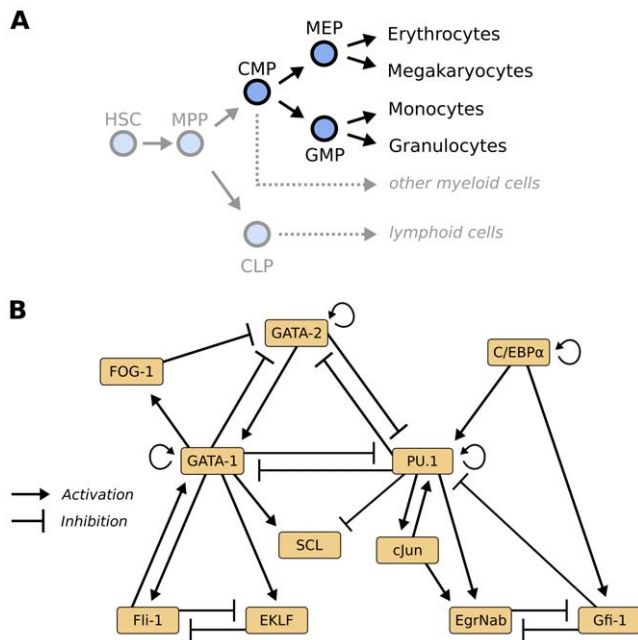 A
MEP
Erythrocytes
CMP
Megakaryocytes
HSC
MPP
Monocytes
GMP
Granulocytes
other myeloid cells
lymphoid cells
CLP
B
GATA-2
C/EBPα
FOG-1
GATA-1
PU.1
Activation
Inhibition
SCL
cJun
Fli-1
EKLF
EgrNab
Gfi-1